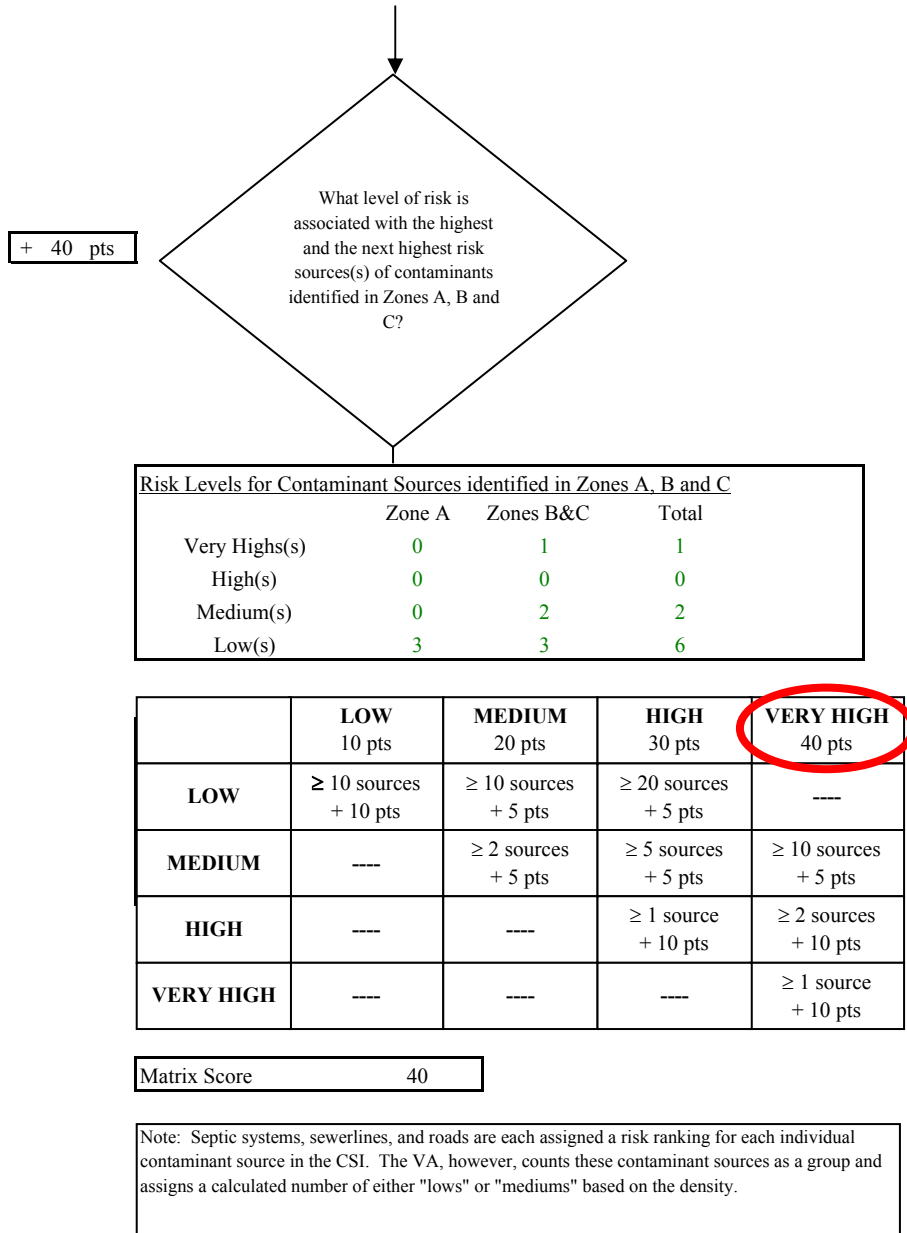 What level of risk is
associated with the highest
+ 40 pts
and the next highest risk
sources(s) of contaminants
identified in Zones A, B and
C?
Risk Levels for Contaminant Sources identified in Zones A, B and C
Zone A Zones B&C Total
Very Highs(s) 0 1 1
High(s) 0 0 0
Medium(s) 0 2 2
Low(s) 3 3 6
LOW MEDIUM HIGH VERY HIGH
10 pts 20 pts 30 pts 40 pts
LOW ≥ 10 sources ≥ 10 sources ≥ 20 sources ----
+ 10 pts + 5 pts + 5 pts
MEDIUM ---- ≥ 2 sources ≥ 5 sources ≥ 10 sources
+ 5 pts + 5 pts + 5 pts
HIGH ---- ---- ≥ 1 source ≥ 2 sources
+ 10 pts + 10 pts
VERY HIGH ---- ---- ---- ≥ 1 source
+ 10 pts
Matrix Score 40
Note: Septic systems, sewerlines, and roads are each assigned a risk ranking for each individual
contaminant source in the CSI. The VA, however, counts these contaminant sources as a group and
assigns a calculated number of either "lows" or "mediums" based on the density.